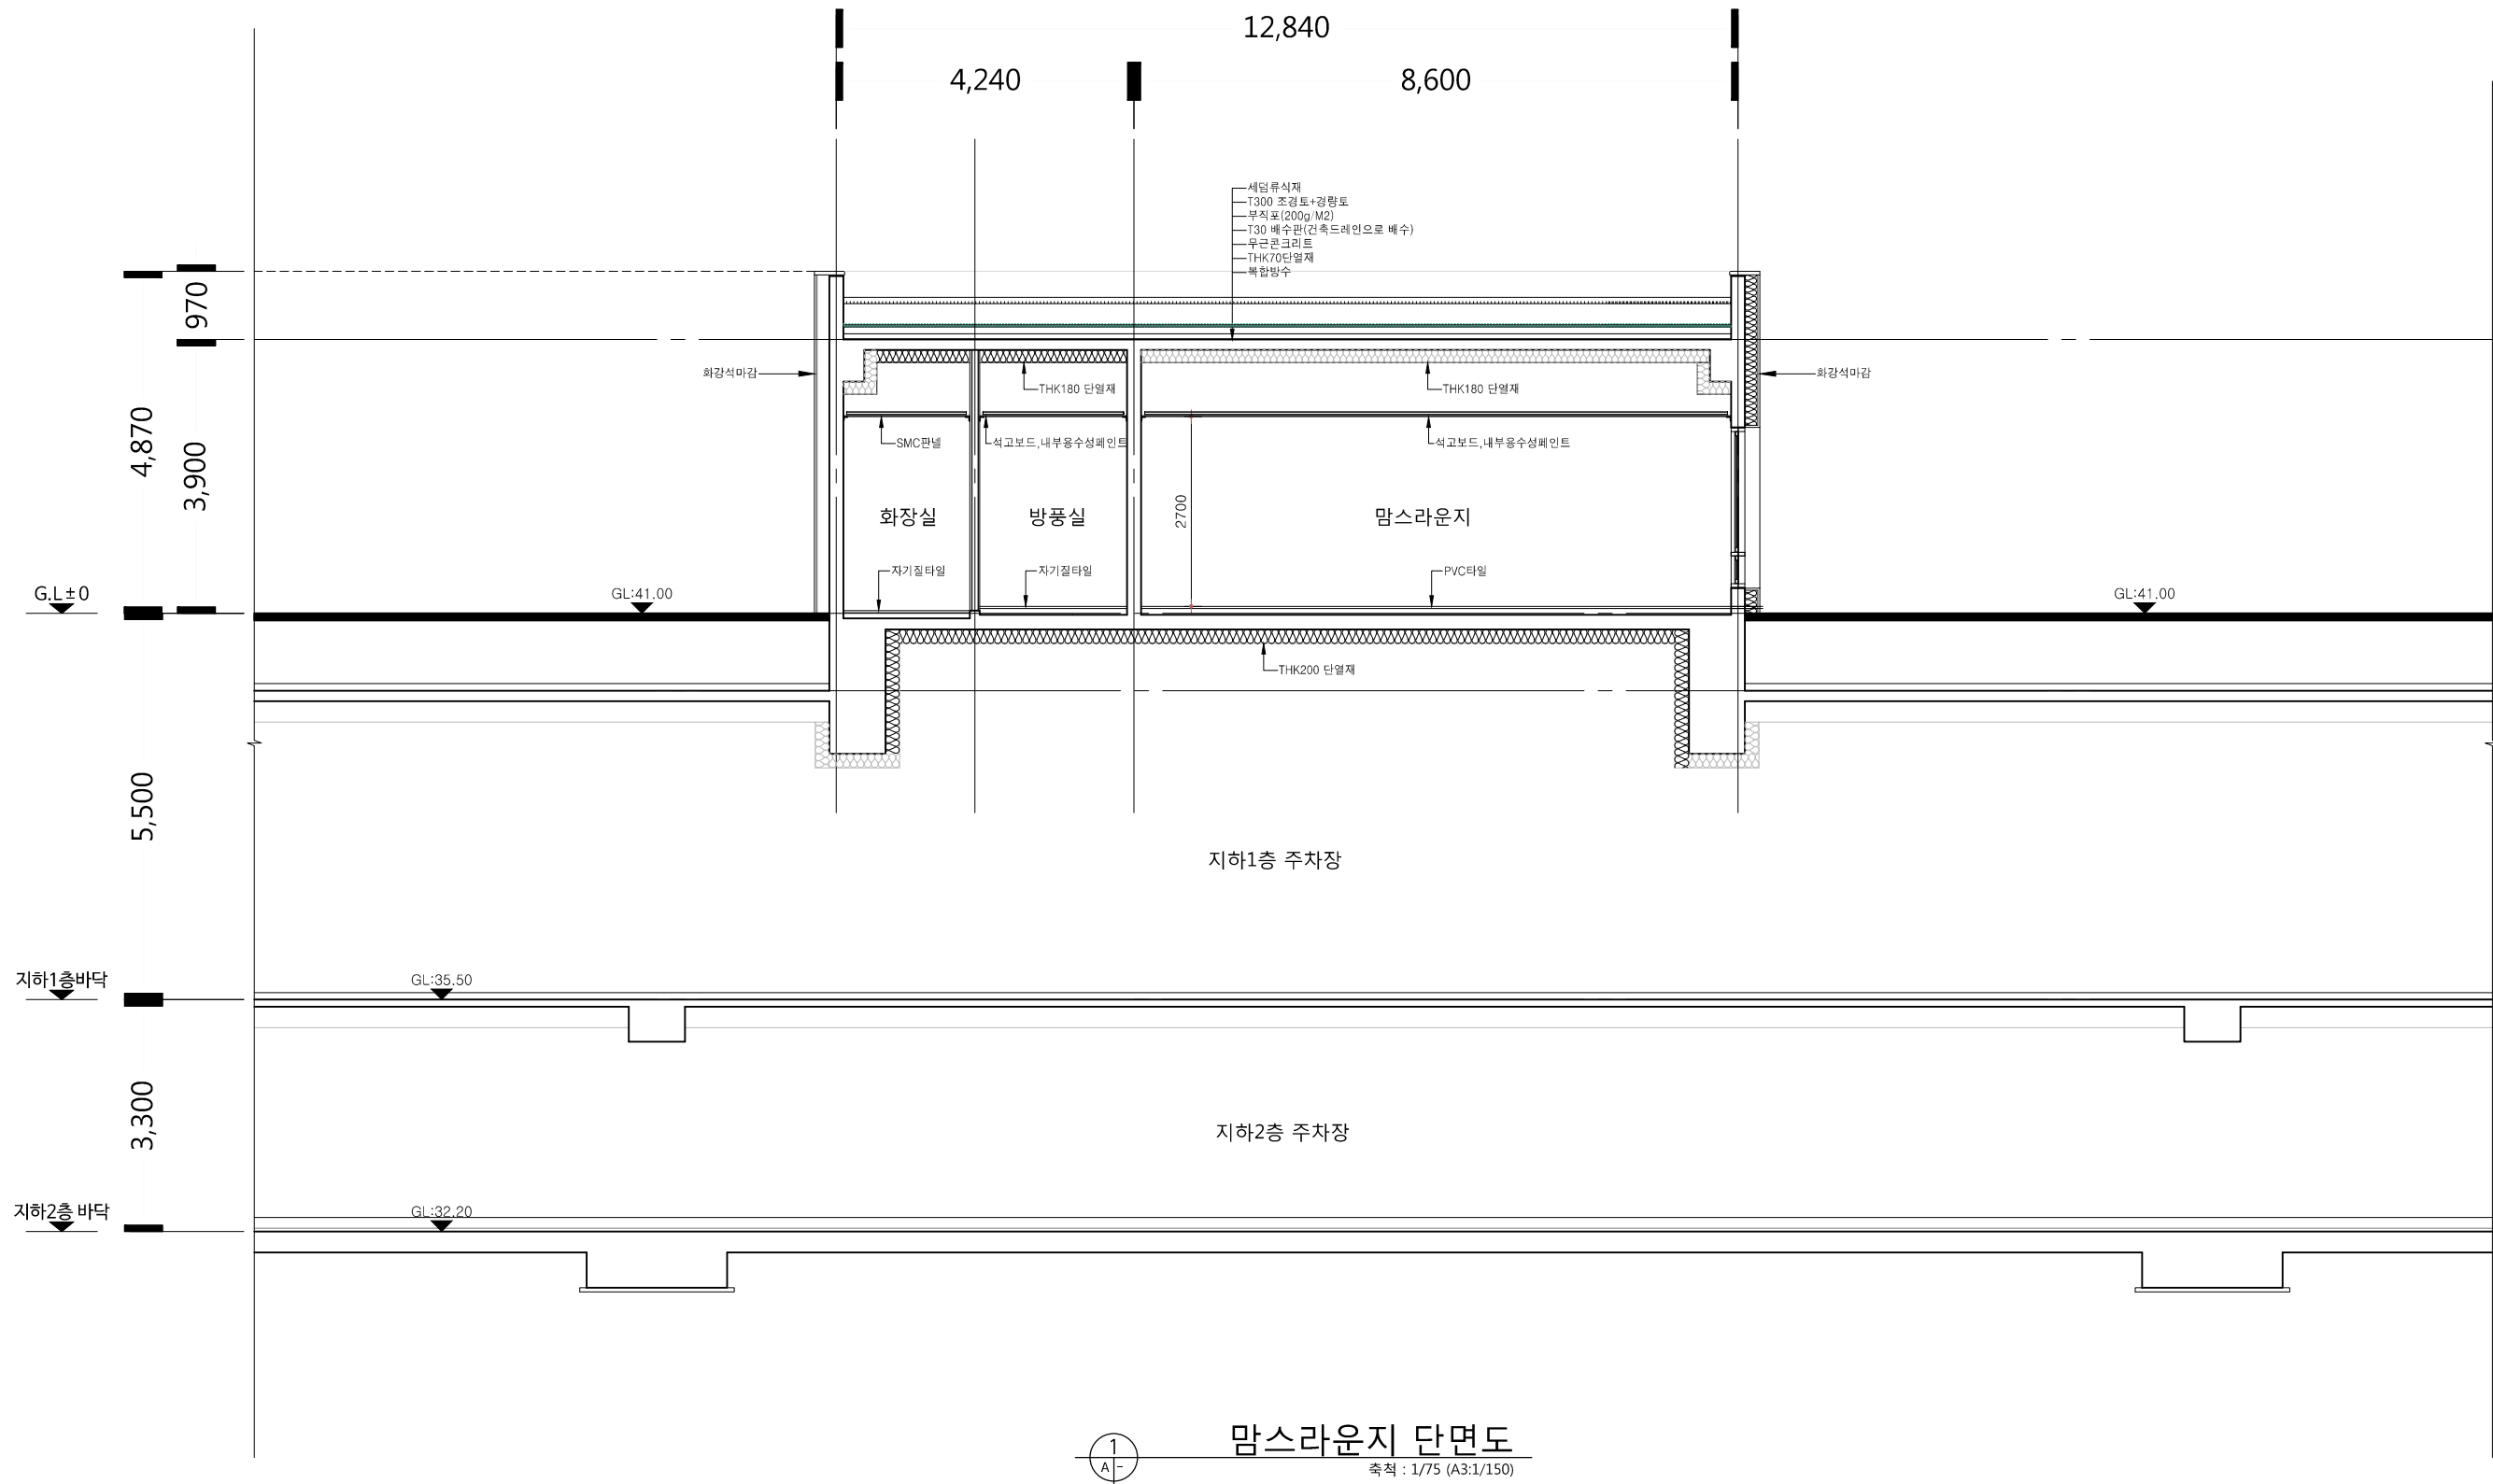 12,840
4,240
8,600
세덤류식재
T300 조경토+경량토
부직포(200g/M2)
T30 배수판(건축드레인으로 배수)
무근콘크리트
THK70단열재
복합방수
970
4,870
3,900
화강석마감
화강석마감
THK180 단열재
THK180 단열재
SMC판넬
석고보드,내부용수성페인트
석고보드,내부용수성페인트
2700
화장실
방풍실
맘스라운지
자기질타일
자기질타일
PVC타일
G.L±0
GL:41.00
GL:41.00
THK200 단열재
5,500
지하1층 주차장
지하1층바닥
GL:35.50
3,300
지하2층 주차장
지하2층 바닥
GL:32.20
1
A -
맘스라운지 단면도
축척 : 1/75 (A3:1/150)